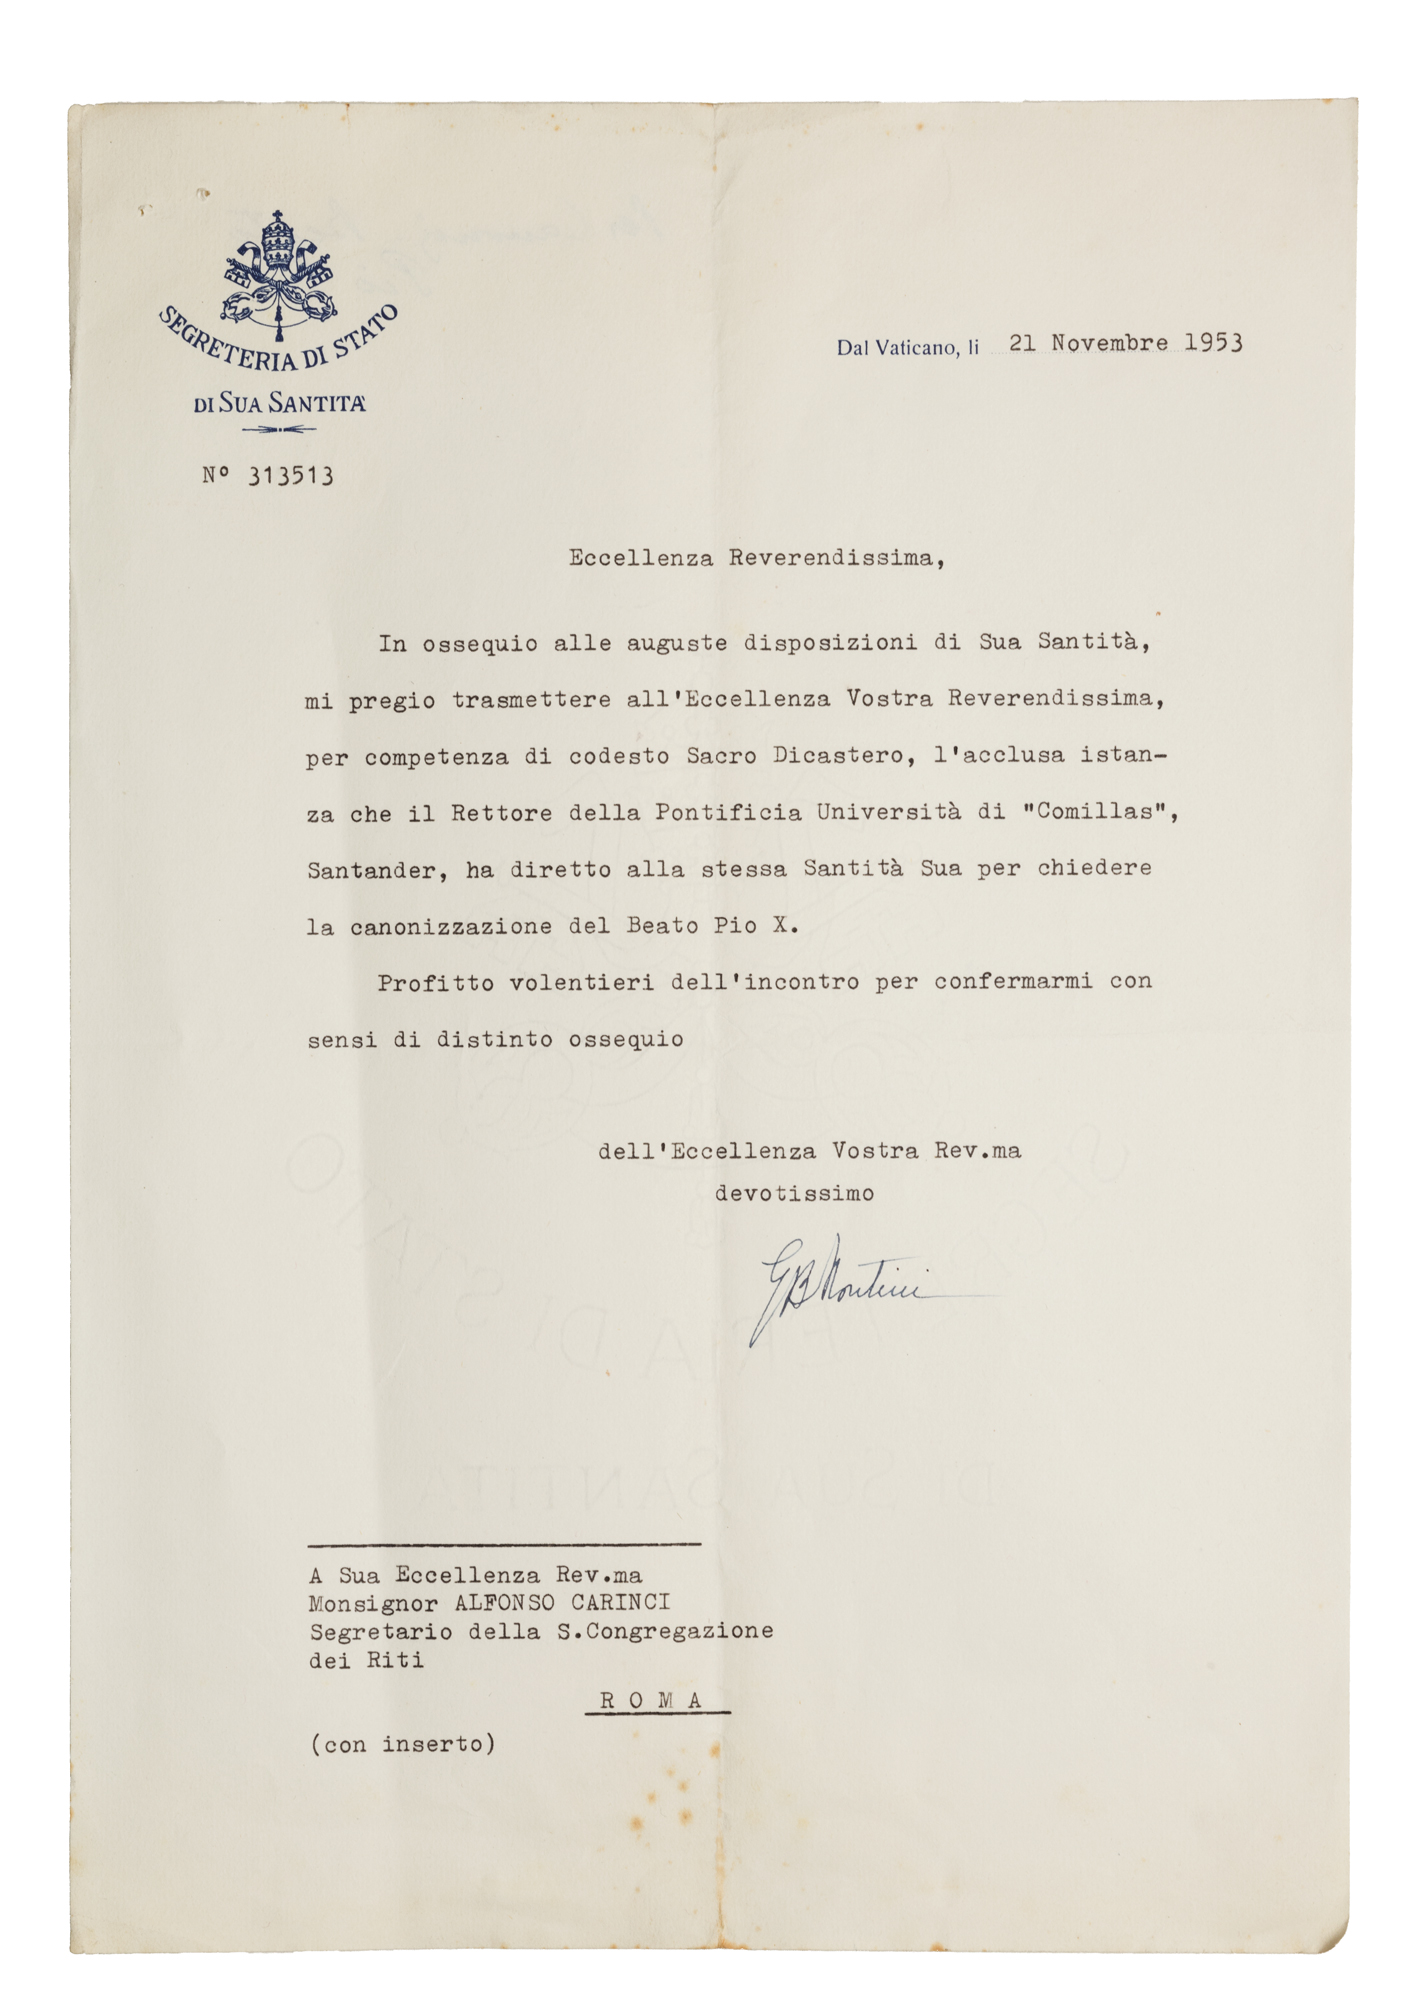 SEGRETERIA DI STATO
DI SUA SANTITA'
Nº 313513
Dal Vaticano, li 21 Novembre 1953
Eccellenza Reverendissima,
In ossequio alle auguste disposizioni di Sua Santità,
mi pregio trasmettere all'Eccellenza Vostra Reverendissima,
per competenza di codesto Sacro Dicastero, l'acclusa istan-
za che il Rettore della Pontificia Università di "Comillas",
Santander, ha diretto alla stessa Santità Sua per chiedere
la canonizzazione del Beato Pio X.
Profitto volentieri dell'incontro per confermarmi con
sensi di distinto ossequio
dell'Eccellenza Vostra Rev.ma
devotissimo
GBMontini
A Sua Eccellenza Rev.ma
Monsignor ALFONSO CARINCI
Segretario della S.Congregazione
dei Riti
R O M A
(con inserto)